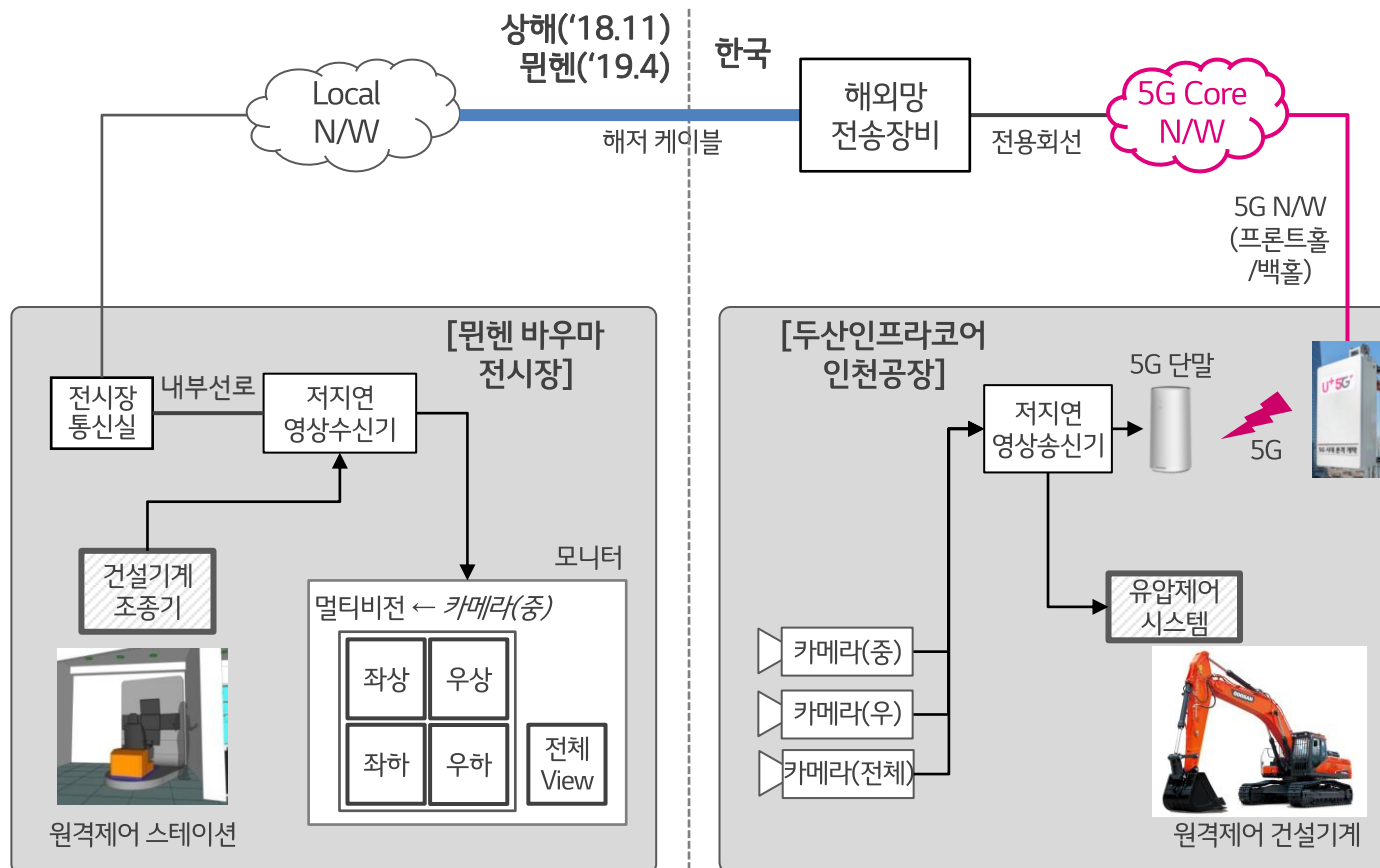 상해(‘18.11)
뮌헨(‘19.4)
한국
Local
N/W
해저 케이블
해외망
전송장비
전용회선
5G Core
N/W
5G N/W
(프론트홀
/백홀)
[뮌헨 바우마
전시장]
전시장
통신실
내부선로
저지연
영상수신기
건설기계
조종기
모니터
멀티비전 ← 카메라(중)
좌상
우상
좌하
우하
전체
View
원격제어 스테이션
[두산인프라코어
인천공장]
저지연
영상송신기
5G 단말
5G
U+5G
카메라(중)
카메라(우)
카메라(전체)
유압제어
시스템
DOOSAN
원격제어 건설기계